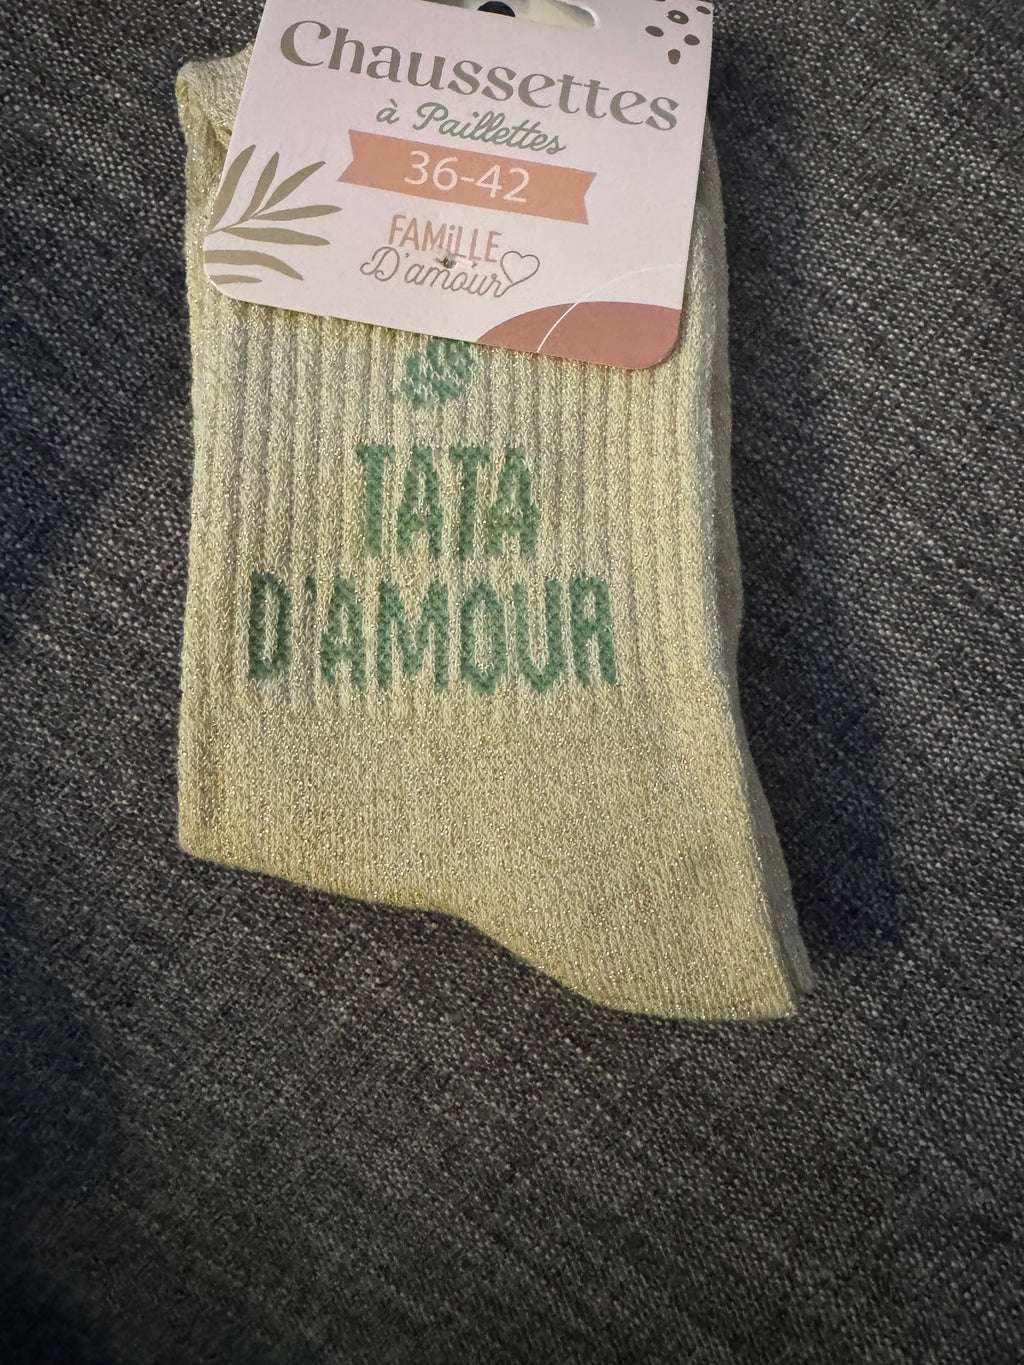 Chaussettes
à Paillettes
36-42
FAMiLLE
D'amour
TATA
D'AMOUR